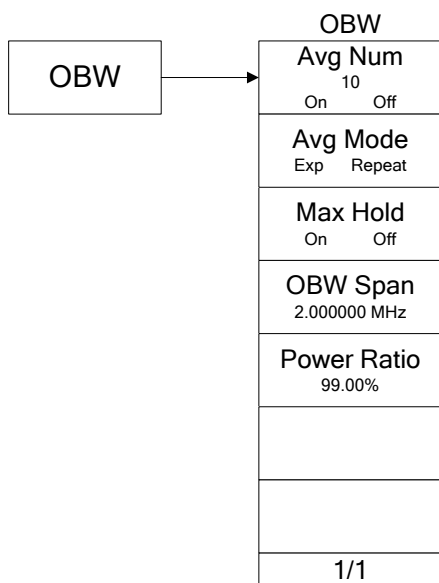 OBW
OBW
Avg Num
10
On Off
Avg Mode
Exp Repeat
Max Hold
On Off
OBW Span
2.000000 MHz
Power Ratio
99.00%
1/1